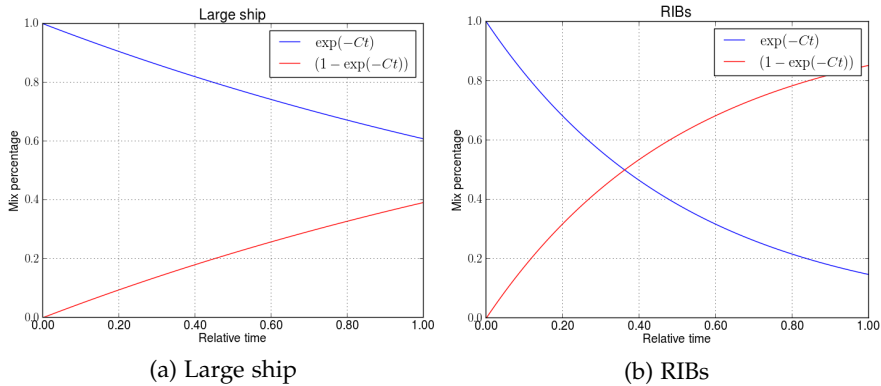 Large ship
1.0
0.8
0.6
0.4
0.2
0.0
Mix percentage
exp(−Ct)
(1 − exp(−Ct))
0.00 0.20 0.40 0.60 0.80 1.00
Relative time
(a) Large ship
RIBs
1.0
0.8
0.6
0.4
0.2
0.0
Mix percentage
exp(−Ct)
(1 − exp(−Ct))
0.00 0.20 0.40 0.60 0.80 1.00
Relative time
(b) RIBs